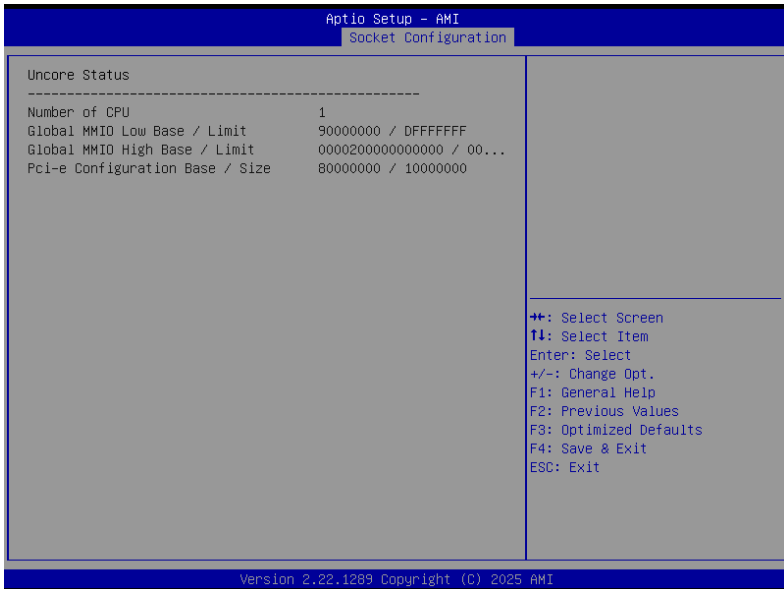 Aptio Setup – AMI
Socket Configuration
Uncore Status
--------------------------------------------------
Number of CPU 1
Global MMIO Low Base / Limit 90000000 / DFFFFFFF
Global MMIO High Base / Limit 0000200000000000 / 00...
Pci-e Configuration Base / Size 80000000 / 10000000
→←: Select Screen
↑↓: Select Item
Enter: Select
+/-: Change Opt.
F1: General Help
F2: Previous Values
F3: Optimized Defaults
F4: Save & Exit
ESC: Exit
Version 2.22.1289 Copyright (C) 2025 AMI